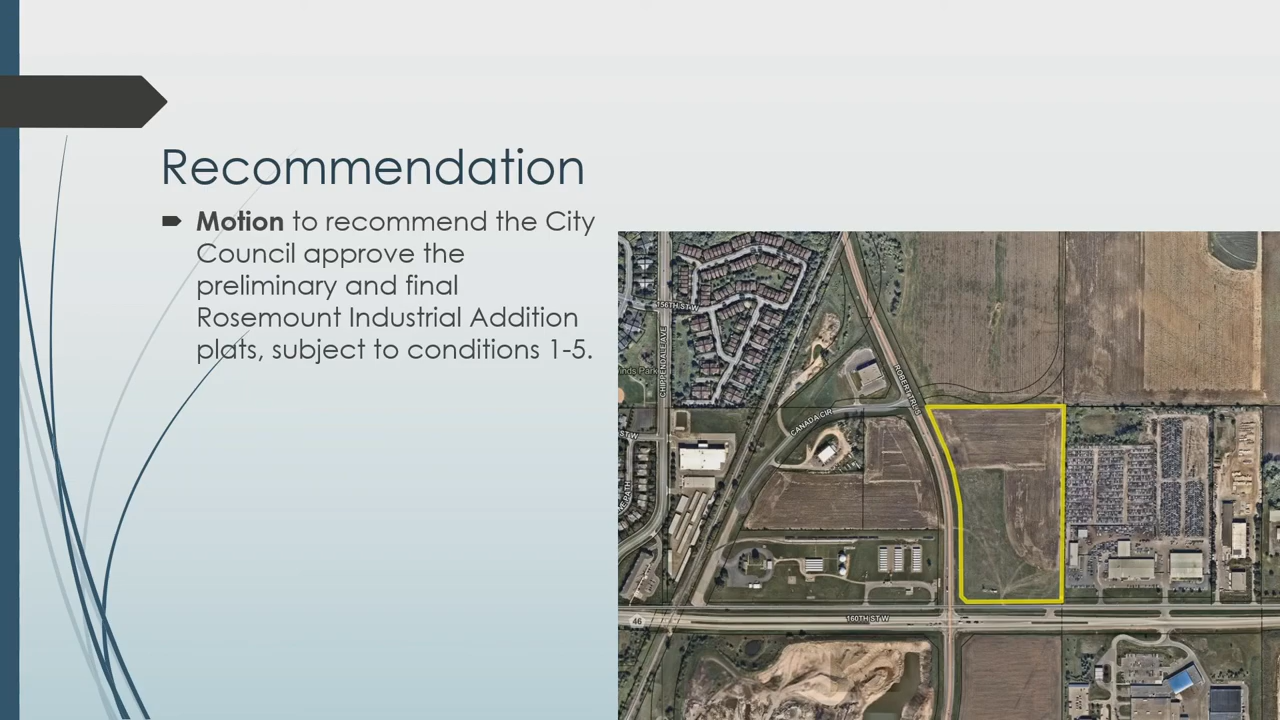 Recommendation
Motion to recommend the City
Council approve the
preliminary and final
Rosemount Industrial Addition
plats, subject to conditions 1-5.
156TH ST W
CHIPPENDALE AVE
ROBERT TRL S
CANADA CIR
ST W
46
160TH ST W